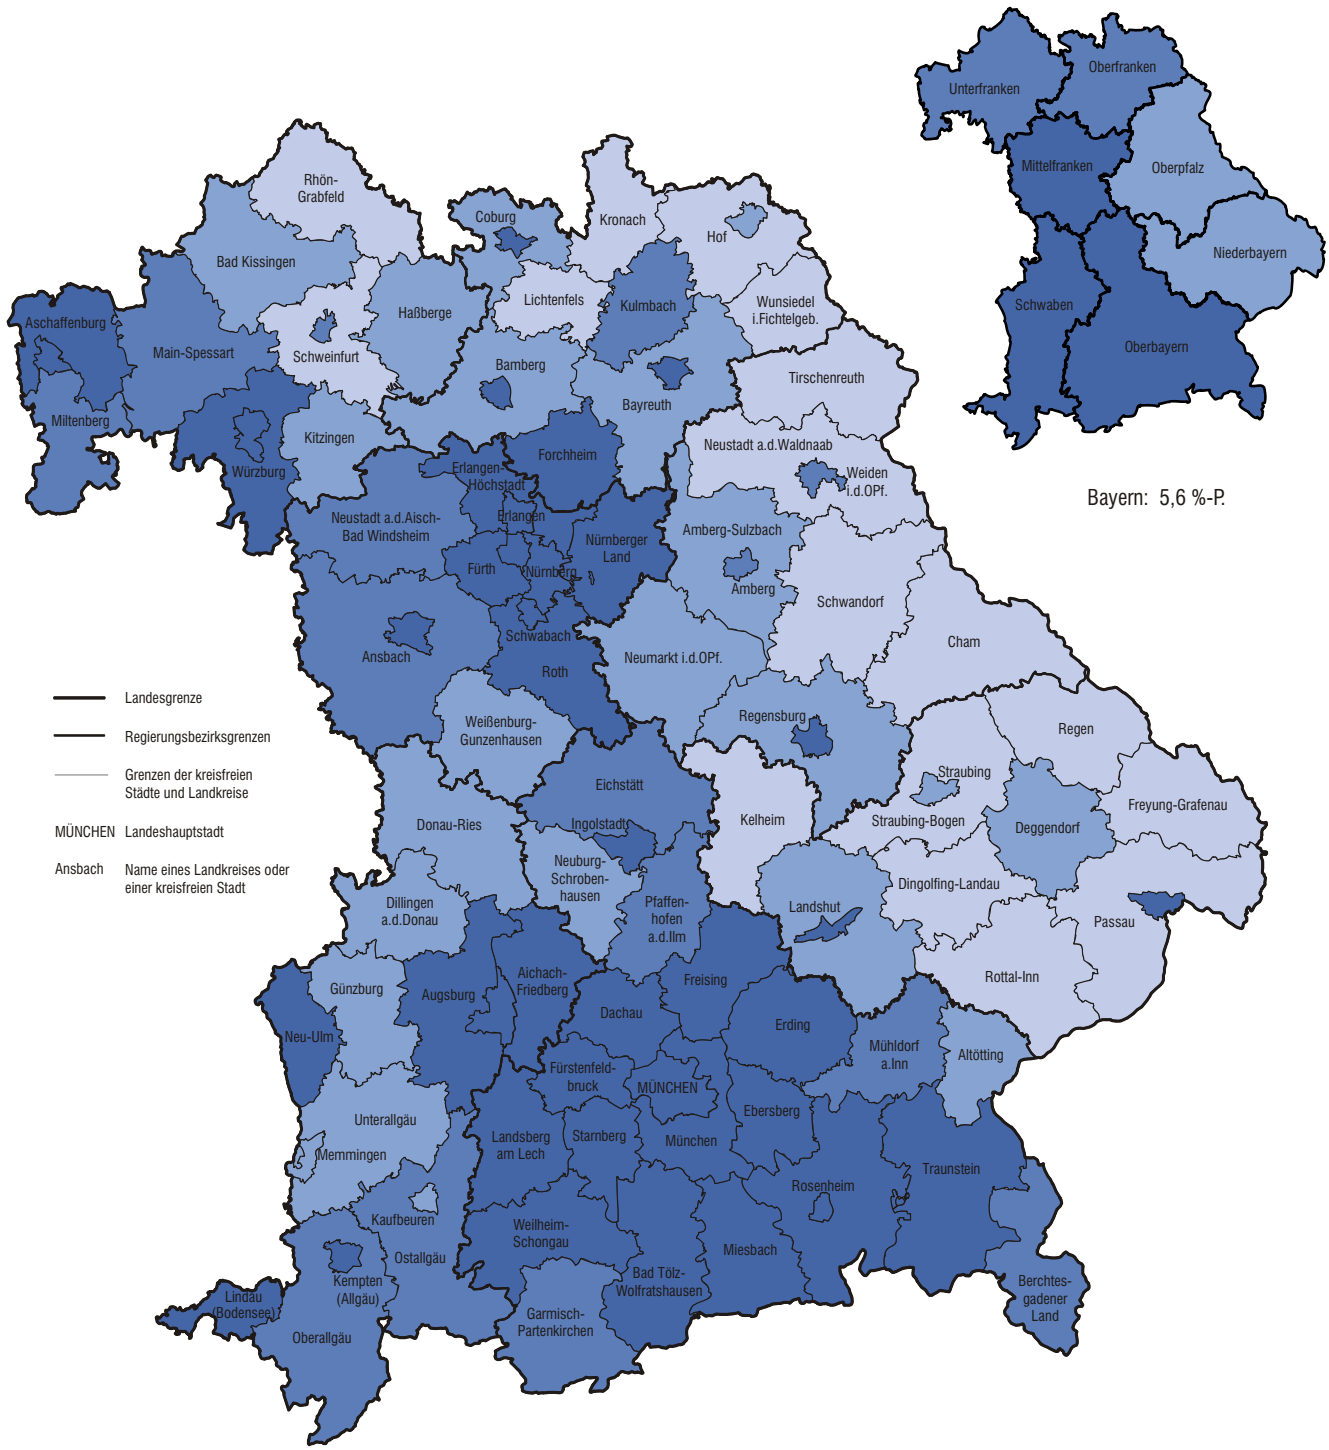 Unterfranken
Oberfranken
Mittelfranken
Oberpfalz
Niederbayern
Schwaben
Oberbayern
Bayern: 5,6 %-P.
Rhön-
Grabfeld
Coburg
Kronach
Hof
Bad Kissingen
Lichtenfels
Kulmbach
Wunsiedel
i.Fichtelgeb.
Haßberge
Aschaffenburg
Main-Spessart
Schweinfurt
Bamberg
Tirschenreuth
Bayreuth
Miltenberg
Kitzingen
Würzburg
Forchheim
Neustadt a.d.Waldnaab
Weiden
i.d.OPf.
Erlangen-
Höchstadt
Erlangen
Neustadt a.d.Aisch-
Bad Windsheim
Nürnberger
Land
Amberg-Sulzbach
Fürth
Nürnberg
Amberg
Schwandorf
Schwabach
Cham
Ansbach
Roth
Neumarkt i.d.OPf.
Weißenburg-
Gunzenhausen
Regensburg
Regen
Landesgrenze
Regierungsbezirksgrenzen
Grenzen der kreisfreien
Städte und Landkreise
MÜNCHEN Landeshauptstadt
Ansbach Name eines Landkreises oder
einer kreisfreien Stadt
Eichstätt
Straubing
Freyung-Grafenau
Donau-Ries
Ingolstadt
Kelheim
Straubing-Bogen
Deggendorf
Neuburg-
Schroben-
hausen
Dillingen
a.d.Donau
Pfaffen-
hofen
a.d.Ilm
Landshut
Dingolfing-Landau
Passau
Günzburg
Augsburg
Aichach-
Friedberg
Freising
Rottal-Inn
Dachau
Erding
Neu-Ulm
Mühldorf
a.Inn
Altötting
Fürstenfeld-
bruck
MÜNCHEN
Ebersberg
Unterallgäu
Landsberg
am Lech
Starnberg
München
Memmingen
Traunstein
Rosenheim
Kaufbeuren
Weilheim-
Schongau
Ostallgäu
Miesbach
Kempten
(Allgäu)
Bad Tölz-
Wolfratshausen
Lindau
(Bodensee)
Berchtes-
gadener
Land
Oberallgäu
Garmisch-
Partenkirchen